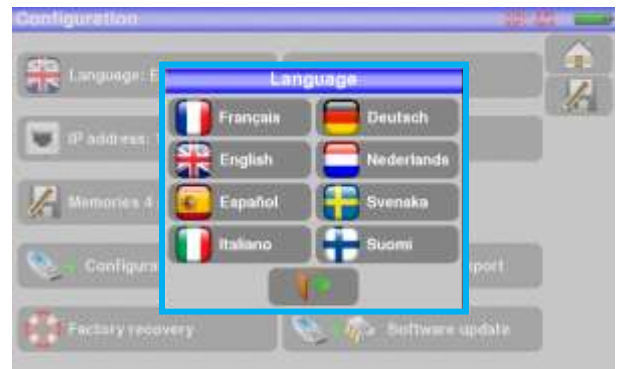 Configuration
Language: E
Language
Français
Deutsch
IP address: 1
English
Nederlands
Memories 4
Español
Svenska
Italiano
Suomi
Configura
port
Factory recovery
Software update